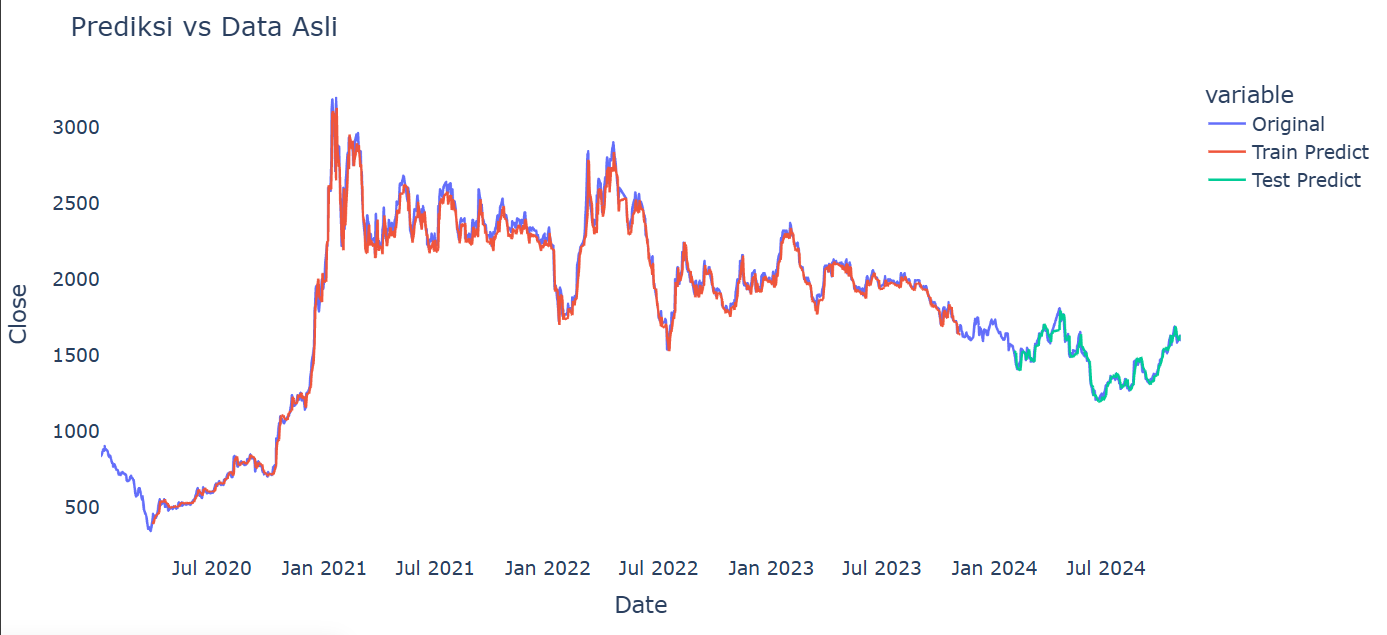 Prediksi vs Data Asli
variable
Original
Train Predict
Test Predict
3000
2500
2000
1500
1000
500
Close
Jul 2020
Jan 2021
Jul 2021
Jan 2022
Jul 2022
Jan 2023
Jul 2023
Jan 2024
Jul 2024
Date